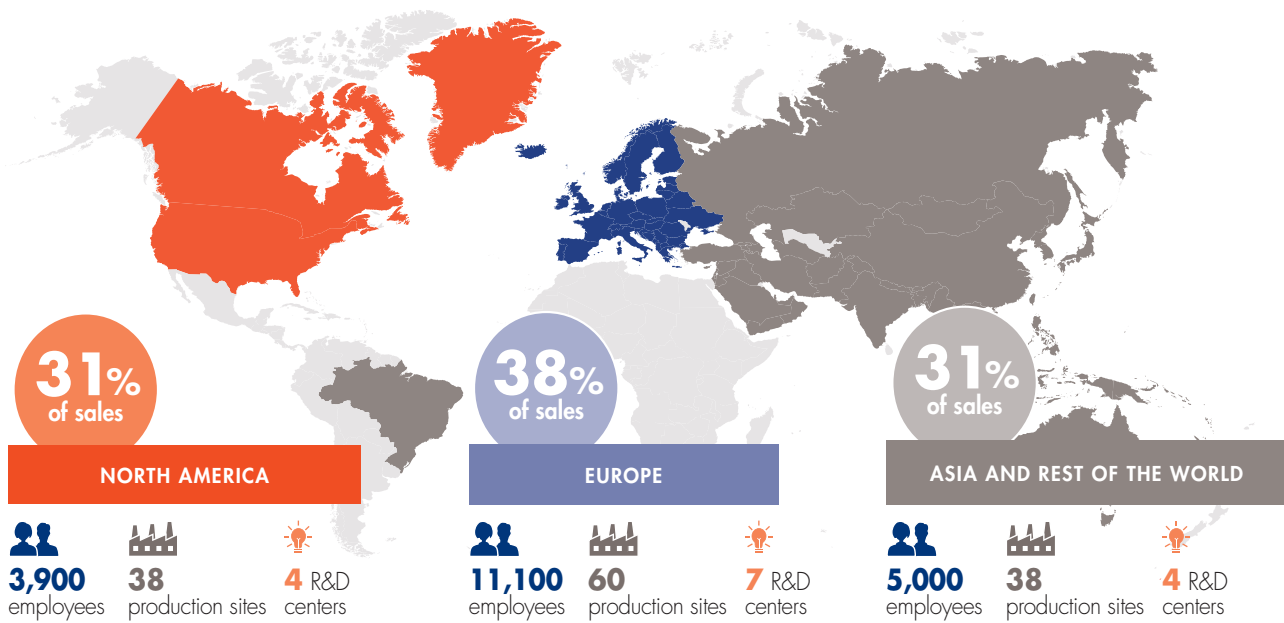 31%
of sales
NORTH AMERICA
3,900
employees
38
production sites
4 R&D
centers
38%
of sales
EUROPE
11,100
employees
60
production sites
7 R&D
centers
31%
of sales
ASIA AND REST OF THE WORLD
5,000
employees
38
production sites
4 R&D
centers